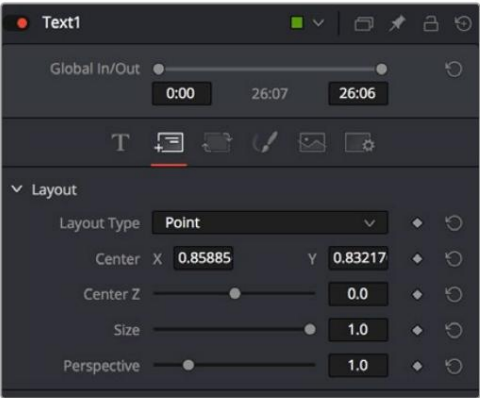 Text1
Global In/Out
0:00 26:07 26:06
T
Layout
Layout Type Point
Center X 0.85885 Y 0.83217
Center Z 0.0
Size 1.0
Perspective 1.0